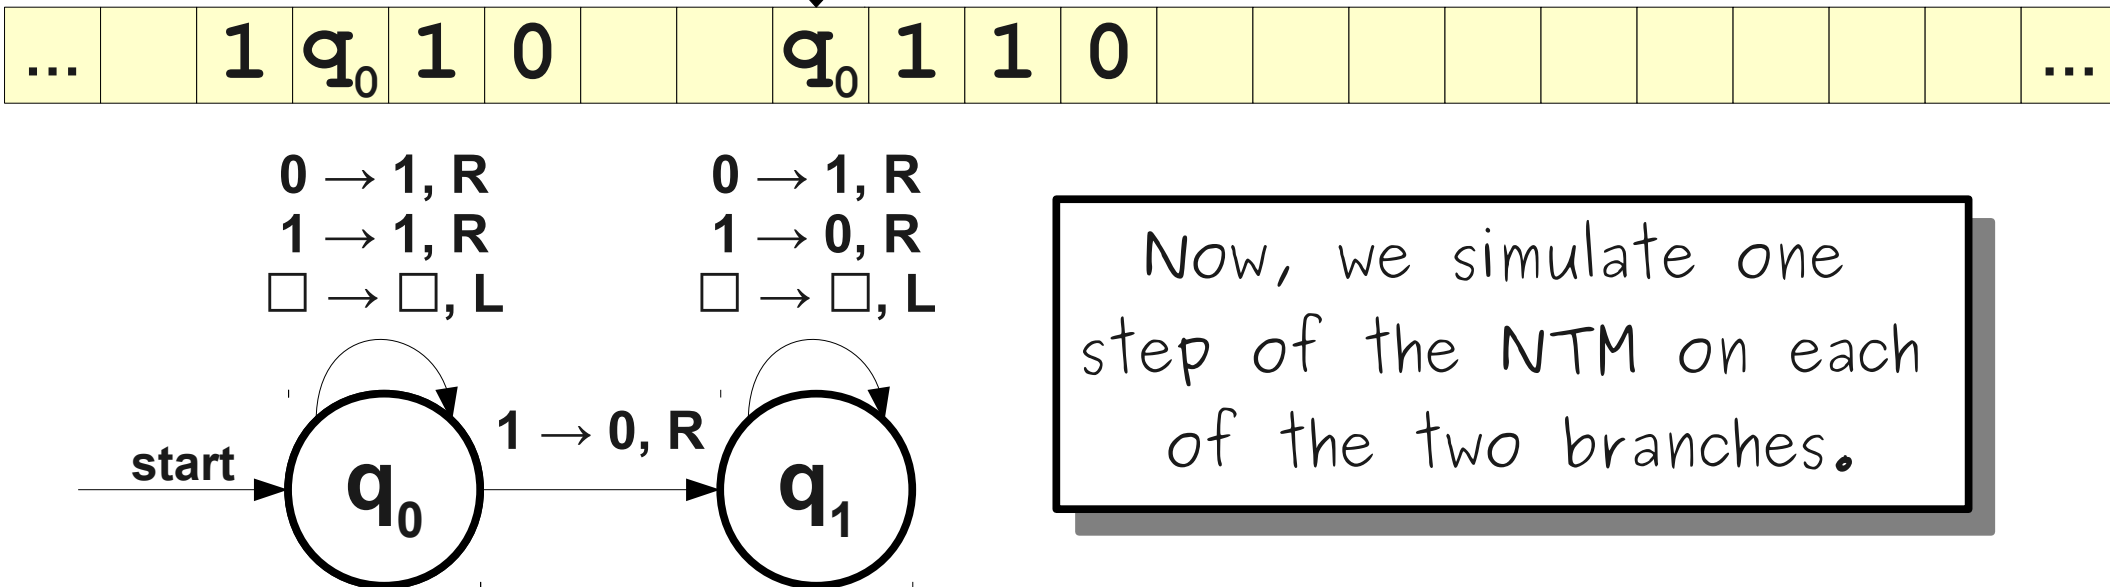 ... 1 q₀ 1 0 q₀ 1 1 0 ...
0 → 1, R
1 → 1, R
□ → □, L
0 → 1, R
1 → 0, R
□ → □, L
start
q₀
1 → 0, R
q₁
Now, we simulate one
step of the NTM on each
of the two branches.